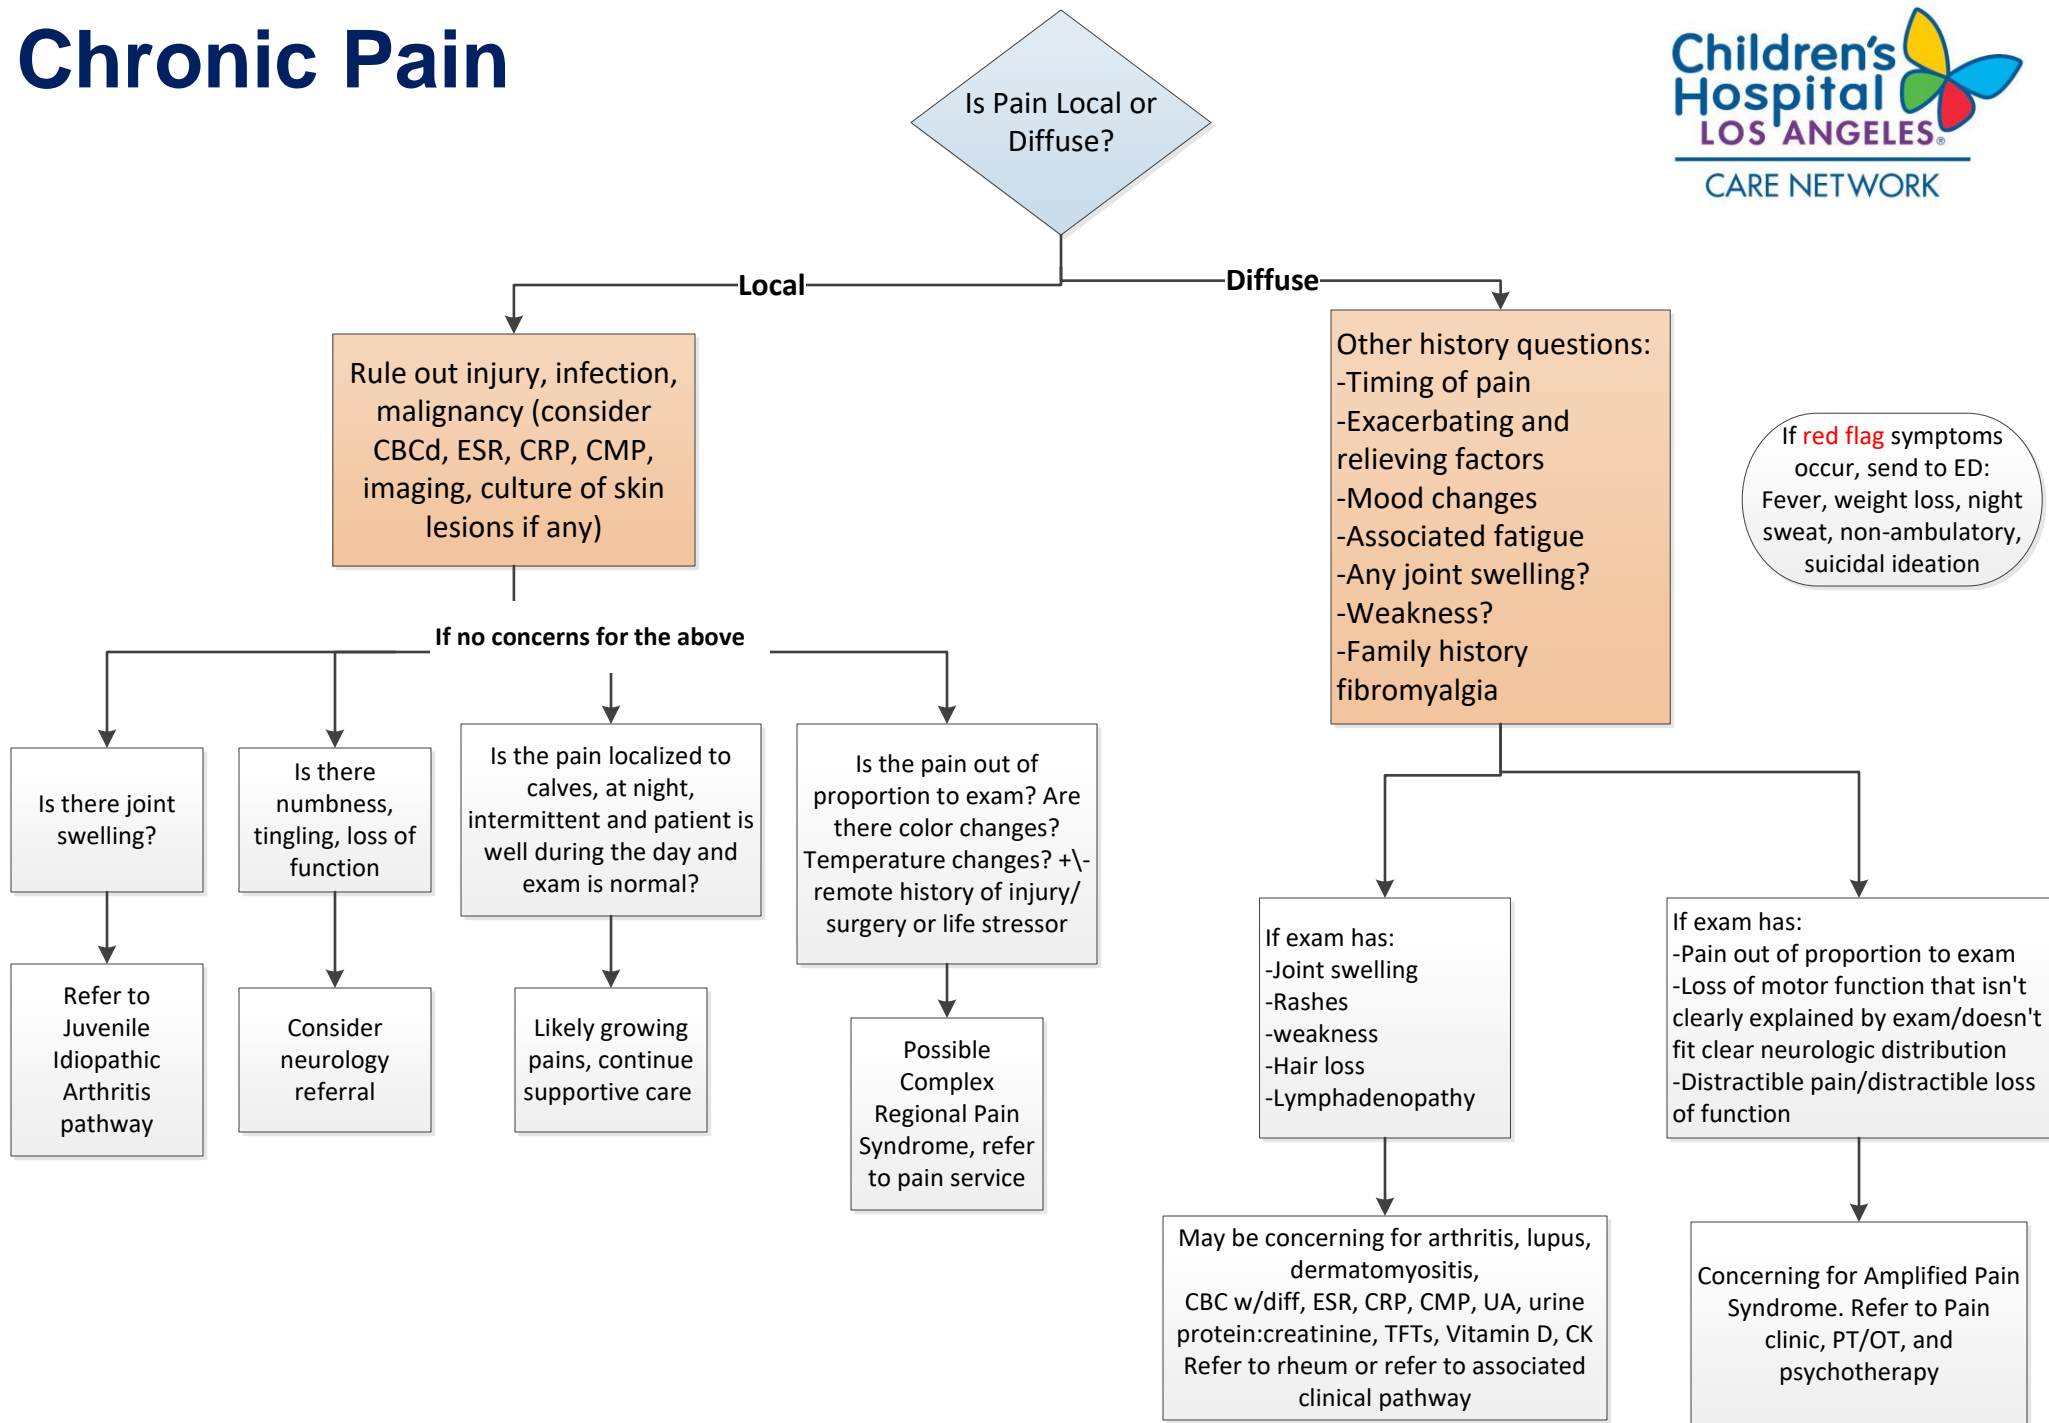 Chronic Pain
Children's
Hospital
LOS ANGELES®
CARE NETWORK
Is Pain Local or
Diffuse?
Local
Diffuse
Rule out injury, infection,
malignancy (consider
CBCd, ESR, CRP, CMP,
imaging, culture of skin
lesions if any)
Other history questions:
-Timing of pain
-Exacerbating and
relieving factors
-Mood changes
-Associated fatigue
-Any joint swelling?
-Weakness?
-Family history
fibromyalgia
If red flag symptoms
occur, send to ED:
Fever, weight loss, night
sweat, non-ambulatory,
suicidal ideation
If no concerns for the above
Is there joint
swelling?
Is there
numbness,
tingling, loss of
function
Is the pain localized to
calves, at night,
intermittent and patient is
well during the day and
exam is normal?
Is the pain out of
proportion to exam? Are
there color changes?
Temperature changes? +\-
remote history of injury/
surgery or life stressor
Refer to
Juvenile
Idiopathic
Arthritis
pathway
Consider
neurology
referral
Likely growing
pains, continue
supportive care
Possible
Complex
Regional Pain
Syndrome, refer
to pain service
If exam has:
-Joint swelling
-Rashes
-weakness
-Hair loss
-Lymphadenopathy
If exam has:
-Pain out of proportion to exam
-Loss of motor function that isn't
clearly explained by exam/doesn't
fit clear neurologic distribution
-Distractible pain/distractible loss
of function
May be concerning for arthritis, lupus,
dermatomyositis,
CBC w/diff, ESR, CRP, CMP, UA, urine
protein:creatinine, TFTs, Vitamin D, CK
Refer to rheum or refer to associated
clinical pathway
Concerning for Amplified Pain
Syndrome. Refer to Pain
clinic, PT/OT, and
psychotherapy